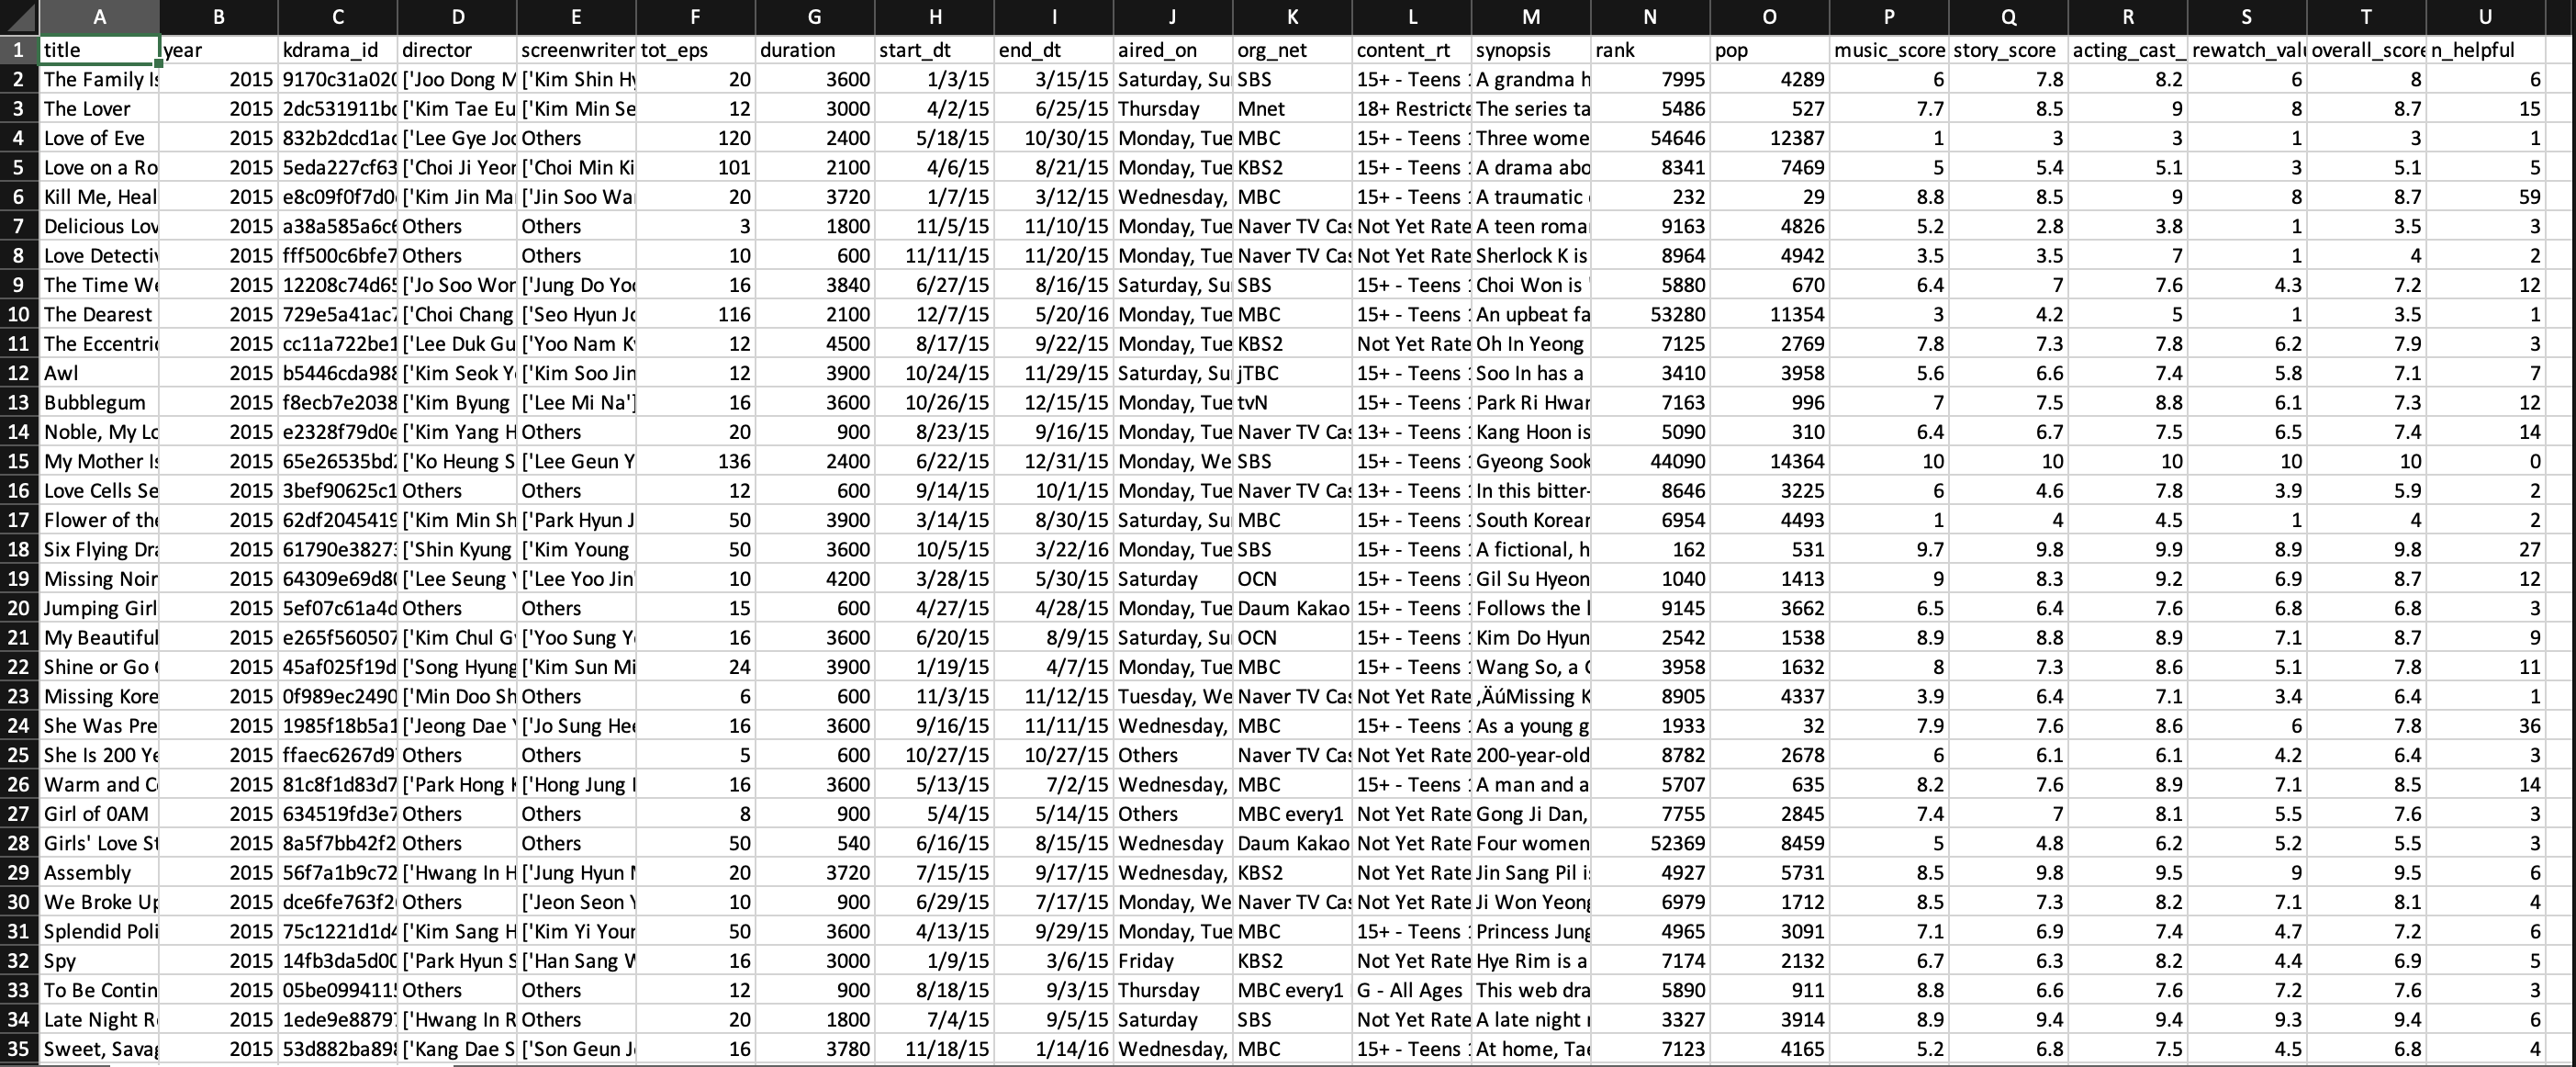 A B C D E F G H I J K L M N O P Q R S T U
1 title year kdrama_id director screenwriter tot_eps duration start_dt end_dt aired_on org_net content_rt synopsis rank pop music_score story_score acting_cast_ rewatch_valu overall_score n_helpful
2 The Family Is 2015 9170c31a02 ['Joo Dong M ['Kim Shin Hy 20 3600 1/3/15 3/15/15 Saturday, Su SBS 15+ - Teens A grandma h 7995 4289 6 7.8 8.2 6 8 6
3 The Lover 2015 2dc531911b ['Kim Tae Eu ['Kim Min Se 12 3000 4/2/15 6/25/15 Thursday Mnet 18+ Restricte The series ta 5486 527 7.7 8.5 9 8 8.7 15
4 Love of Eve 2015 832b2dcd1a ['Lee Gye Joo Others 120 2400 5/18/15 10/30/15 Monday, Tue MBC 15+ - Teens Three wome 54646 12387 1 3 3 1 3 1
5 Love on a Ro 2015 5eda227cf63 ['Choi Ji Yeor ['Choi Min Ki 101 2100 4/6/15 8/21/15 Monday, Tue KBS2 15+ - Teens A drama abo 8341 7469 5 5.4 5.1 3 5.1 5
6 Kill Me, Heal 2015 e8c09f0f7d0 ['Kim Jin Ma ['Jin Soo Wa 20 3720 1/7/15 3/12/15 Wednesday, MBC 15+ - Teens A traumatic 232 29 8.8 8.5 9 8 8.7 59
7 Delicious Lov 2015 a38a585a6c Others Others 3 1800 11/5/15 11/10/15 Monday, Tue Naver TV Cas Not Yet Rate A teen roma 9163 4826 5.2 2.8 3.8 1 3.5 3
8 Love Detectiv 2015 fff500c6bfe7 Others Others 10 600 11/11/15 11/20/15 Monday, Tue Naver TV Cas Not Yet Rate Sherlock K is 8964 4942 3.5 3.5 7 1 4 2
9 The Time We 2015 12208c74d65 ['Jo Soo Wor ['Jung Do Yoo 16 3840 6/27/15 8/16/15 Saturday, Su SBS 15+ - Teens Choi Won is ' 5880 670 6.4 7 7.6 4.3 7.2 12
10 The Dearest 2015 729e5a41ac7 ['Choi Chang ['Seo Hyun Jo 116 2100 12/7/15 5/20/16 Monday, Tue MBC 15+ - Teens An upbeat fa 53280 11354 3 4.2 5 1 3.5 1
11 The Eccentric 2015 cc11a722be1 ['Lee Duk Gu ['Yoo Nam K 12 4500 8/17/15 9/22/15 Monday, Tue KBS2 Not Yet Rate Oh In Yeong 7125 2769 7.8 7.3 7.8 6.2 7.9 3
12 Awl 2015 b5446cda988 ['Kim Seok Y ['Kim Soo Jin 12 3900 10/24/15 11/29/15 Saturday, Su jTBC 15+ - Teens Soo In has a 3410 3958 5.6 6.6 7.4 5.8 7.1 7
13 Bubblegum 2015 f8ecb7e2038 ['Kim Byung ['Lee Mi Na'] 16 3600 10/26/15 12/15/15 Monday, Tue tvN 15+ - Teens Park Ri Hwar 7163 996 7 7.5 8.8 6.1 7.3 12
14 Noble, My Lo 2015 e2328f79d0e ['Kim Yang H Others 20 900 8/23/15 9/16/15 Monday, Tue Naver TV Cas 13+ - Teens Kang Hoon is 5090 310 6.4 6.7 7.5 6.5 7.4 14
15 My Mother Is 2015 65e26535bd ['Ko Heung S ['Lee Geun Y 136 2400 6/22/15 12/31/15 Monday, We SBS 15+ - Teens Gyeong Sook 44090 14364 10 10 10 10 10 0
16 Love Cells Se 2015 3bef90625c1 Others Others 12 600 9/14/15 10/1/15 Monday, Tue Naver TV Cas 13+ - Teens In this bitter- 8646 3225 6 4.6 7.8 3.9 5.9 2
17 Flower of the 2015 62df2045419 ['Kim Min Sh ['Park Hyun J 50 3900 3/14/15 8/30/15 Saturday, Su MBC 15+ - Teens South Korear 6954 4493 1 4 4.5 1 4 2
18 Six Flying Dra 2015 61790e3827 ['Shin Kyung ['Kim Young 50 3600 10/5/15 3/22/16 Monday, Tue SBS 15+ - Teens A fictional, h 162 531 9.7 9.8 9.9 8.9 9.8 27
19 Missing Noir 2015 64309e69d8 ['Lee Seung Y ['Lee Yoo Jin' 10 4200 3/28/15 5/30/15 Saturday OCN 15+ - Teens Gil Su Hyeon 1040 1413 9 8.3 9.2 6.9 8.7 12
20 Jumping Girl 2015 5ef07c61a4d Others Others 15 600 4/27/15 4/28/15 Monday, Tue Daum Kakao 15+ - Teens Follows the l 9145 3662 6.5 6.4 7.6 6.8 6.8 3
21 My Beautiful 2015 e265f560507 ['Kim Chul G ['Yoo Sung Y 16 3600 6/20/15 8/9/15 Saturday, Su OCN 15+ - Teens Kim Do Hyun 2542 1538 8.9 8.8 8.9 7.1 8.7 9
22 Shine or Go 2015 45af025f19d ['Song Hyung ['Kim Sun Mi 24 3900 1/19/15 4/7/15 Monday, Tue MBC 15+ - Teens Wang So, a 3958 1632 8 7.3 8.6 5.1 7.8 11
23 Missing Kore 2015 0f989ec2490 ['Min Doo Sh Others 6 600 11/3/15 11/12/15 Tuesday, We Naver TV Cas Not Yet Rate ‚ÄúMissing K 8905 4337 3.9 6.4 7.1 3.4 6.4 1
24 She Was Pre 2015 1985f18b5a1 ['Jeong Dae Y ['Jo Sung Hee 16 3600 9/16/15 11/11/15 Wednesday, MBC 15+ - Teens As a young g 1933 32 7.9 7.6 8.6 6 7.8 36
25 She Is 200 Ye 2015 ffaec6267d9 Others Others 5 600 10/27/15 10/27/15 Others Naver TV Cas Not Yet Rate 200-year-old 8782 2678 6 6.1 6.1 4.2 6.4 3
26 Warm and C 2015 81c8f1d83d7 ['Park Hong K ['Hong Jung 16 3600 5/13/15 7/2/15 Wednesday, MBC 15+ - Teens A man and a 5707 635 8.2 7.6 8.9 7.1 8.5 14
27 Girl of 0AM 2015 634519fd3e7 Others Others 8 900 5/4/15 5/14/15 Others MBC every1 Not Yet Rate Gong Ji Dan, 7755 2845 7.4 7 8.1 5.5 7.6 3
28 Girls' Love St 2015 8a5f7bb42f2 Others Others 50 540 6/16/15 8/15/15 Wednesday Daum Kakao Not Yet Rate Four women 52369 8459 5 4.8 6.2 5.2 5.5 3
29 Assembly 2015 56f7a1b9c72 ['Hwang In H ['Jung Hyun 20 3720 7/15/15 9/17/15 Wednesday, KBS2 Not Yet Rate Jin Sang Pil i 4927 5731 8.5 9.8 9.5 9 9.5 6
30 We Broke Up 2015 dce6fe763f2 Others ['Jeon Seon Y 10 900 6/29/15 7/17/15 Monday, We Naver TV Cas Not Yet Rate Ji Won Yeong 6979 1712 8.5 7.3 8.2 7.1 8.1 4
31 Splendid Poli 2015 75c1221d1d4 ['Kim Sang H ['Kim Yi Your 50 3600 4/13/15 9/29/15 Monday, Tue MBC 15+ - Teens Princess Jung 4965 3091 7.1 6.9 7.4 4.7 7.2 6
32 Spy 2015 14fb3da5d00 ['Park Hyun S ['Han Sang W 16 3000 1/9/15 3/6/15 Friday KBS2 Not Yet Rate Hye Rim is a 7174 2132 6.7 6.3 8.2 4.4 6.9 5
33 To Be Contin 2015 05be0994115 Others Others 12 900 8/18/15 9/3/15 Thursday MBC every1 G - All Ages This web dra 5890 911 8.8 6.6 7.6 7.2 7.6 3
34 Late Night R 2015 1ede9e88797 ['Hwang In R Others 20 1800 7/4/15 9/5/15 Saturday SBS Not Yet Rate A late night 3327 3914 8.9 9.4 9.4 9.3 9.4 6
35 Sweet, Savag 2015 53d882ba898 ['Kang Dae S ['Son Geun J 16 3780 11/18/15 1/14/16 Wednesday, MBC 15+ - Teens At home, Tae 7123 4165 5.2 6.8 7.5 4.5 6.8 4